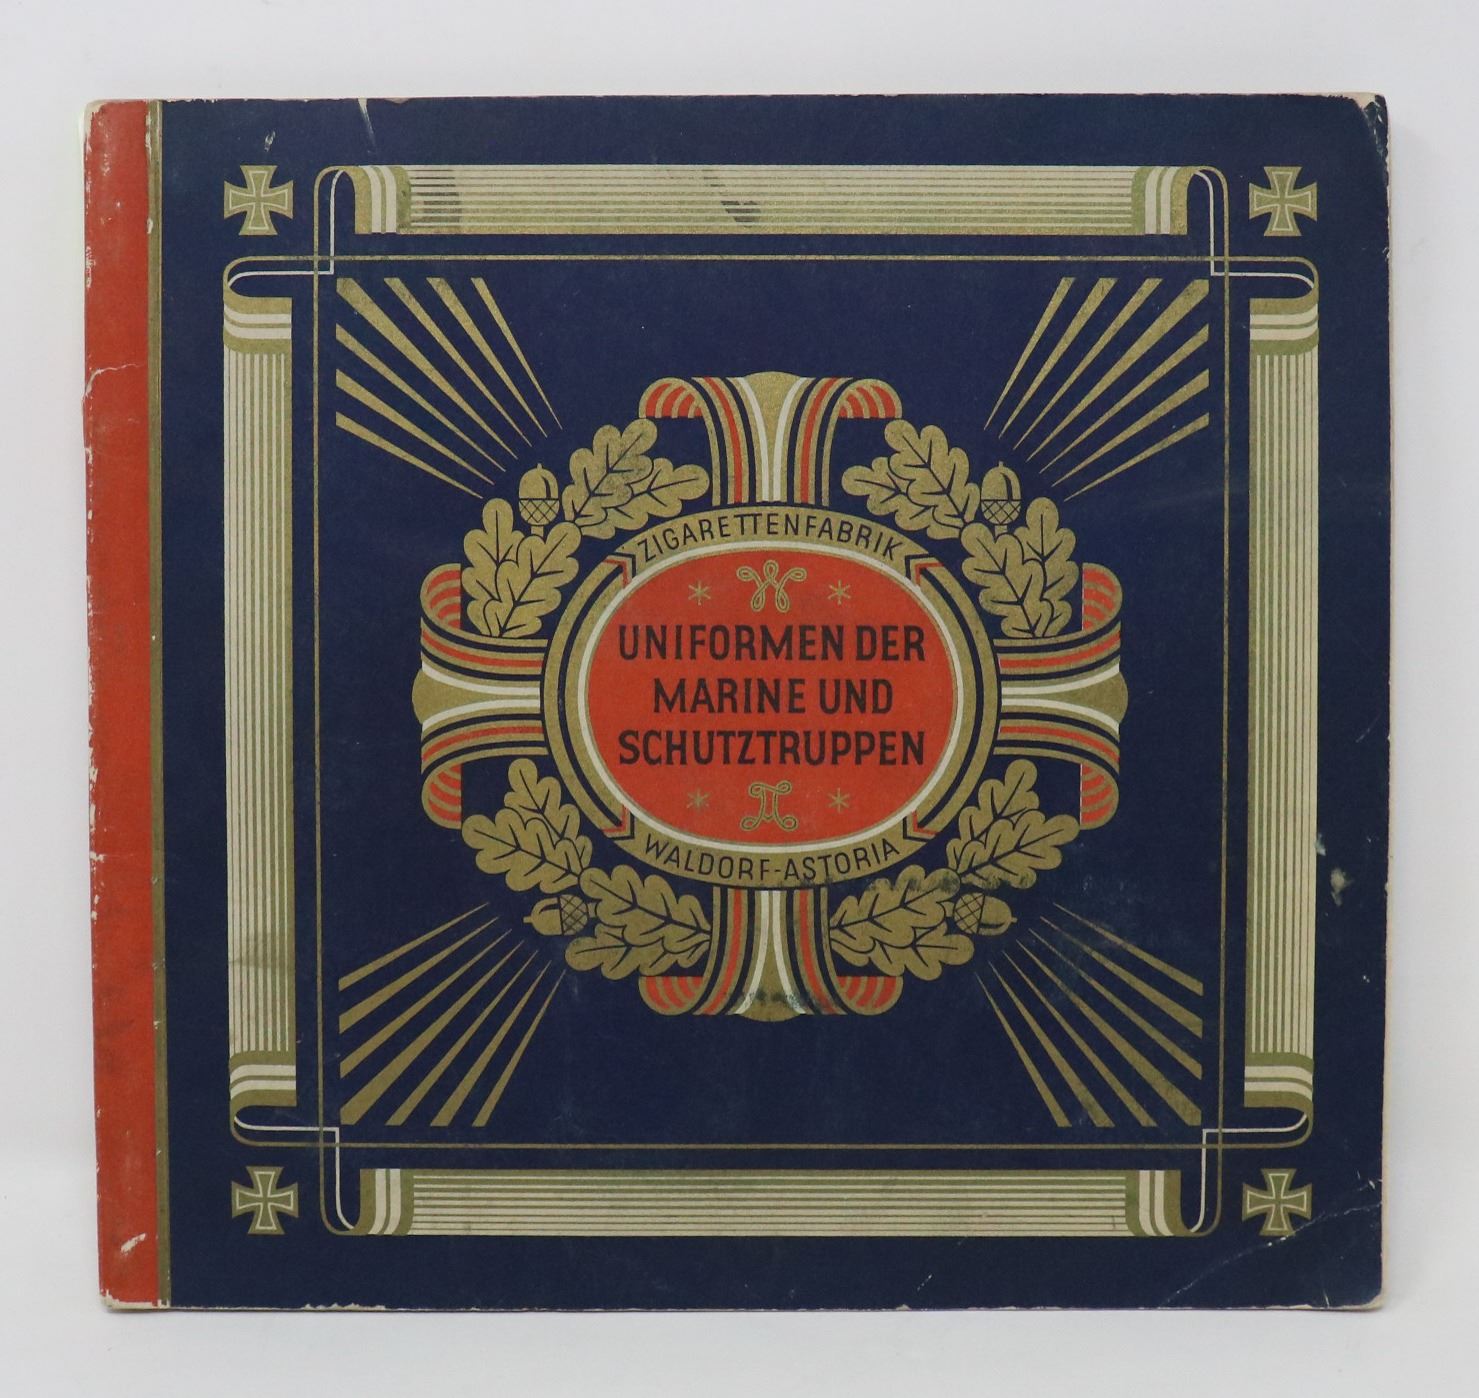 ZIGARETTENFABRIK
W
UNIFORMEN DER
MARINE UND
SCHUTZTRUPPEN
WALDORF-ASTORIA